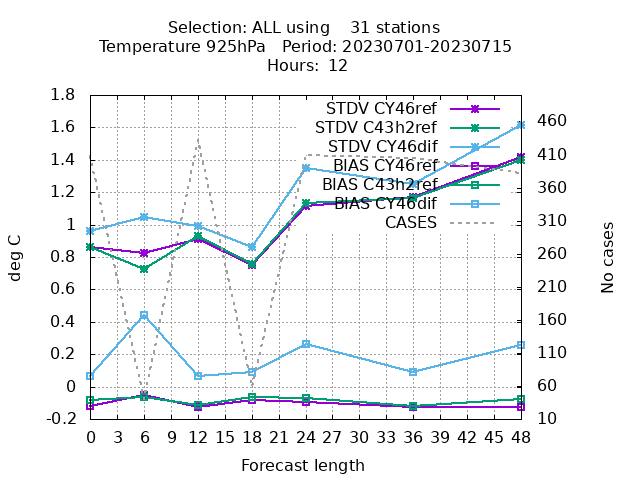 Selection: ALL using    31 stations
Temperature 925hPa   Period: 20230701-20230715
Hours: 12
STDV CY46ref
STDV C43h2ref
STDV CY46dif
BIAS CY46ref
BIAS C43h2ref
BIAS CY46dif
CASES
deg C
1.8
1.6
1.4
1.2
1
0.8
0.6
0.4
0.2
0
-0.2
460
410
360
310
260
210
160
110
60
10
No cases
0 3 6 9 12 15 18 21 24 27 30 33 36 39 42 45 48
Forecast length